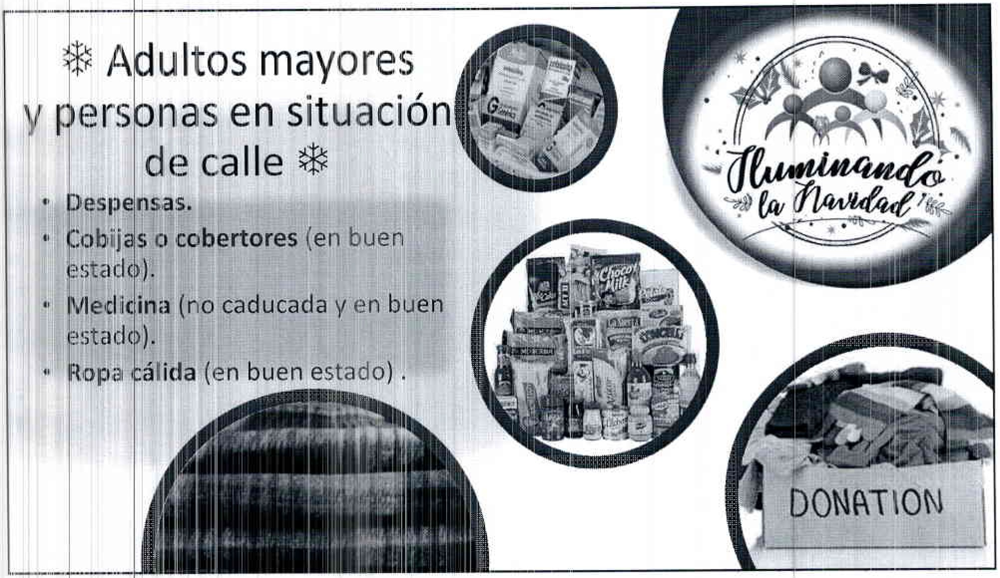 ❄ Adultos mayores
y personas en situación
de calle ❄
• Despensas.
• Cobijas o cobertores (en buen
estado).
• Medicina (no caducada y en buen
estado).
• Ropa cálida (en buen estado) .
Iluminando
la Navidad
Choco
Milk
DONATION